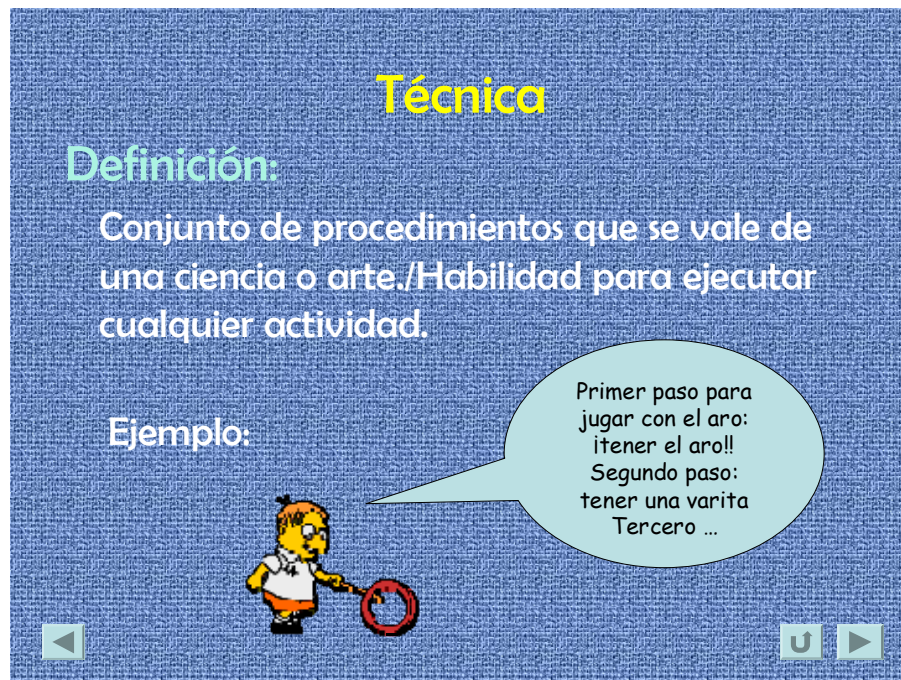 Técnica
Definición:
Conjunto de procedimientos que se vale de
una ciencia o arte./Habilidad para ejecutar
cualquier actividad.
Ejemplo:
Primer paso para
jugar con el aro:
¡tener el aro!!
Segundo paso:
tener una varita
Tercero ...